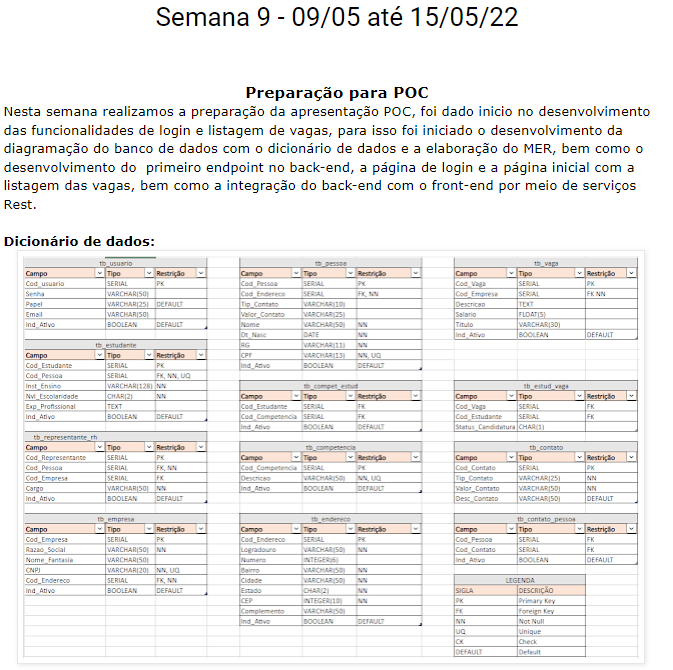 Semana 9 - 09/05 até 15/05/22
Preparação para POC
Nesta semana realizamos a preparação da apresentação POC, foi dado inicio no desenvolvimento
das funcionalidades de login e listagem de vagas, para isso foi iniciado o desenvolvimento da
diagramação do banco de dados com o dicionário de dados e a elaboração do MER, bem como o
desenvolvimento do primeiro endpoint no back-end, a página de login e a página inicial com a
listagem das vagas, bem como a integração do back-end com o front-end por meio de serviços
Rest.
Dicionário de dados:
tb_usuario
Campo Tipo Restrição
Cod_usuario SERIAL PK
Senha VARCHAR(50)
Papel VARCHAR(25) DEFAULT
Email VARCHAR(50)
Ind_Ativo BOOLEAN DEFAULT
tb_estudante
Campo Tipo Restrição
Cod_Estudante SERIAL PK
Cod_Pessoa SERIAL FK, NN, UQ
Inst_Ensino VARCHAR(128) NN
Nvl_Escolaridade CHAR(2) NN
Exp_Profissional TEXT
Ind_Ativo BOOLEAN DEFAULT
tb_representante_rh
Campo Tipo Restrição
Cod_Representante SERIAL PK
Cod_Pessoa SERIAL FK, NN
Cod_Empresa SERIAL FK
Cargo VARCHAR(50) NN
Ind_Ativo BOOLEAN DEFAULT
tb_empresa
Campo Tipo Restrição
Cod_Empresa SERIAL PK
Razao_Social VARCHAR(50) NN
Nome_Fantasia VARCHAR(50)
CNPJ VARCHAR(20) NN, UQ
Cod_Endereco SERIAL FK, NN
Ind_Ativo BOOLEAN DEFAULT
tb_pessoa
Campo Tipo Restrição
Cod_Pessoa SERIAL PK
Cod_Endereco SERIAL FK, NN
Tip_Contato VARCHAR(10)
Valor_Contato VARCHAR(25)
Nome VARCHAR(50) NN
Dt_Nasc DATE NN
RG VARCHAR(11) NN
CPF VARCHAR(13) NN, UQ
Ind_Ativo BOOLEAN DEFAULT
tb_compet_estud
Campo Tipo Restrição
Cod_Estudante SERIAL FK
Cod_Competencia SERIAL FK
Ind_Ativo BOOLEAN DEFAULT
tb_competencia
Campo Tipo Restrição
Cod_Competencia SERIAL PK
Descricao VARCHAR(50) NN, UQ
Ind_Ativo BOOLEAN DEFAULT
tb_endereco
Campo Tipo Restrição
Cod_Endereco SERIAL PK
Logradouro VARCHAR(50) NN
Numero INTEGER(6)
Bairro VARCHAR(50) NN
Cidade VARCHAR(50) NN
Estado CHAR(2) NN
CEP INTEGER(10) NN
Complemento VARCHAR(50)
Ind_Ativo BOOLEAN DEFAULT
tb_vaga
Campo Tipo Restrição
Cod_Vaga SERIAL PK
Cod_Empresa SERIAL FK NN
Descricao TEXT
Salario FLOAT(5)
Titulo VARCHAR(30)
Ind_Ativo BOOLEAN DEFAULT
tb_estud_vaga
Campo Tipo Restrição
Cod_Vaga SERIAL FK
Cod_Estudante SERIAL FK
Status_Candidatura CHAR(1)
tb_contato
Campo Tipo Restrição
Cod_Contato SERIAL PK
Tip_Contato VARCHAR(25) NN
Valor_Contato VARCHAR(50) NN
Desc_Contato VARCHAR(50) DEFAULT
tb_contato_pessoa
Campo Tipo Restrição
Cod_Pessoa SERIAL FK
Cod_Contato SERIAL FK
Ind_Ativo BOOLEAN DEFAULT
LEGENDA
SIGLA DESCRIÇÃO
PK Primary Key
FK Foreign Key
NN Not Null
UQ Unique
CK Check
DEFAULT Default